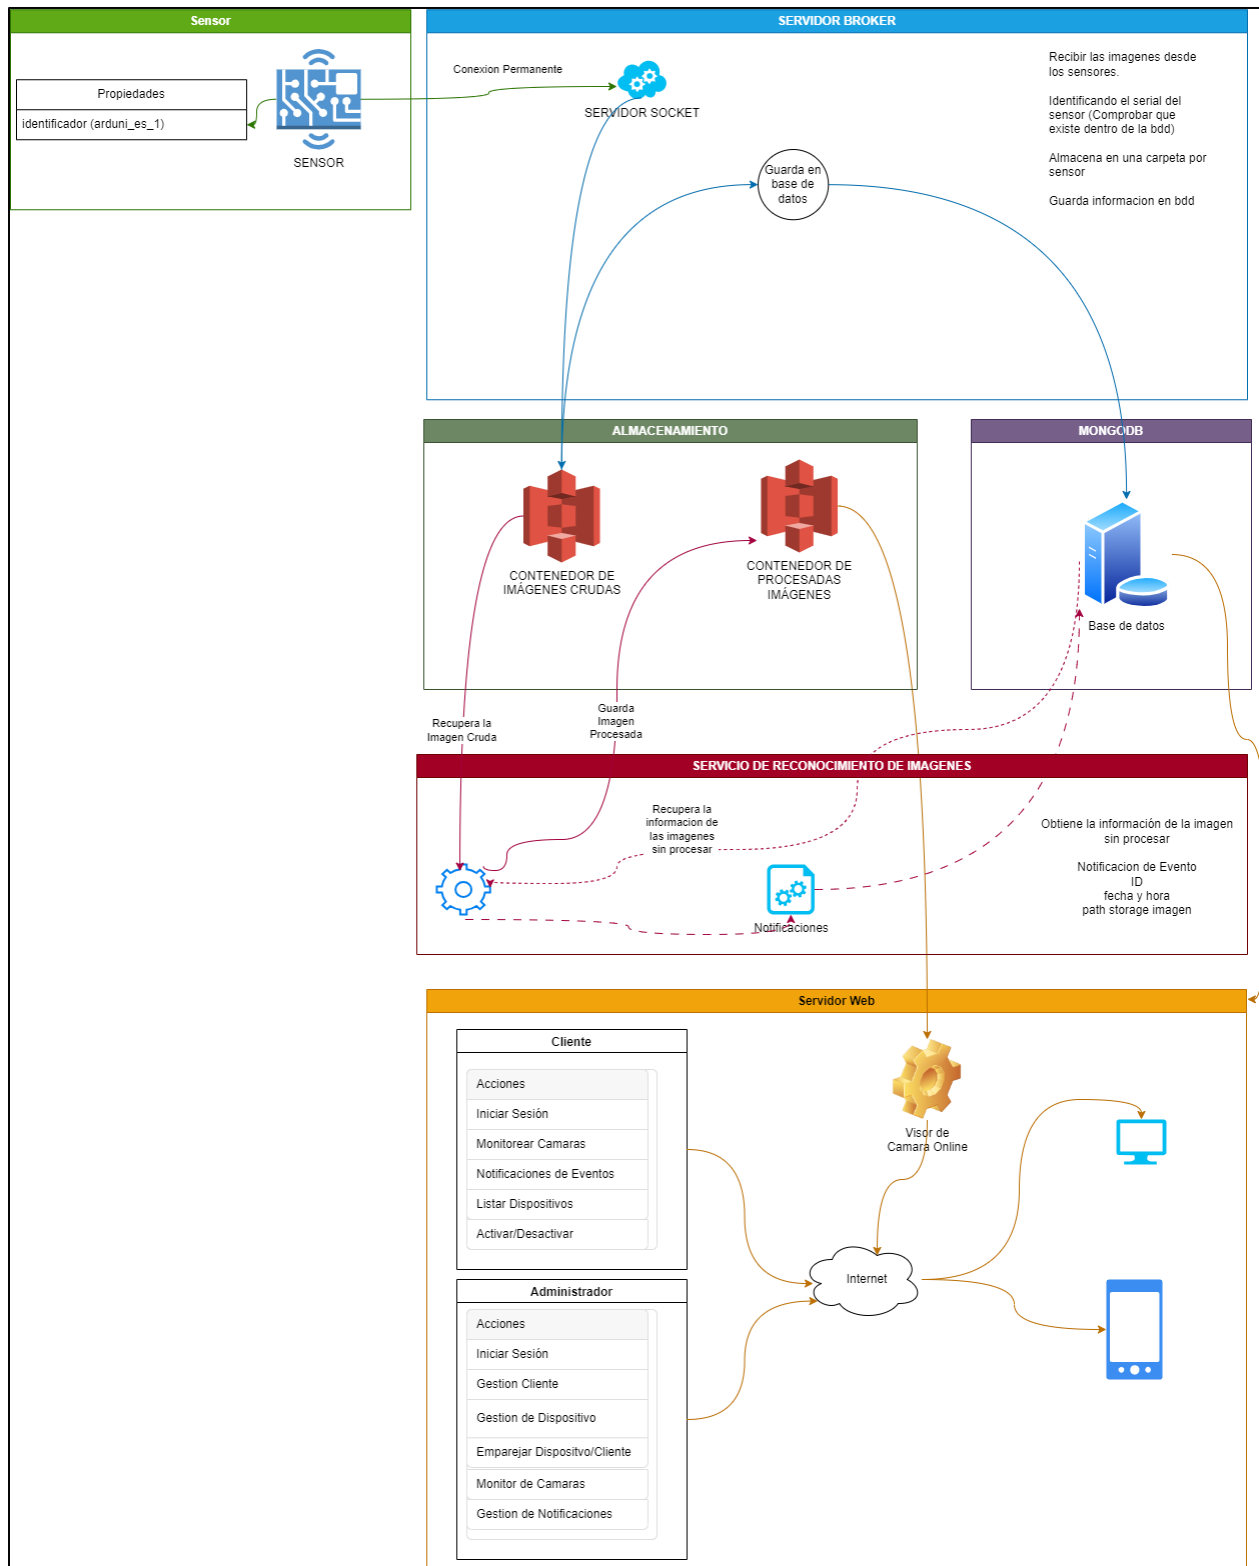 Sensor
Propiedades
identificador (arduni_es_1)
SENSOR
SERVIDOR BROKER
Conexion Permanente
SERVIDOR SOCKET
Guarda en
base de
datos
Recibir las imagenes desde
los sensores.
Identificando el serial del
sensor (Comprobar que
existe dentro de la bdd)
Almacena en una carpeta por
sensor
Guarda informacion en bdd
ALMACENAMIENTO
CONTENEDOR DE
IMÁGENES CRUDAS
CONTENEDOR DE
PROCESADAS
IMÁGENES
MONGODB
Base de datos
Recupera la
Imagen Cruda
Guarda
Imagen
Procesada
SERVICIO DE RECONOCIMIENTO DE IMAGENES
Recupera la
informacion de
las imagenes
sin procesar
Notificaciones
Obtiene la información de la imagen
sin procesar
Notificacion de Evento
ID
fecha y hora
path storage imagen
Servidor Web
Cliente
Acciones
Iniciar Sesión
Monitorear Camaras
Notificaciones de Eventos
Listar Dispositivos
Activar/Desactivar
Administrador
Acciones
Iniciar Sesión
Gestion Cliente
Gestion de Dispositivo
Emparejar Dispositvo/Cliente
Monitor de Camaras
Gestion de Notificaciones
Visor de
Camara Online
Internet